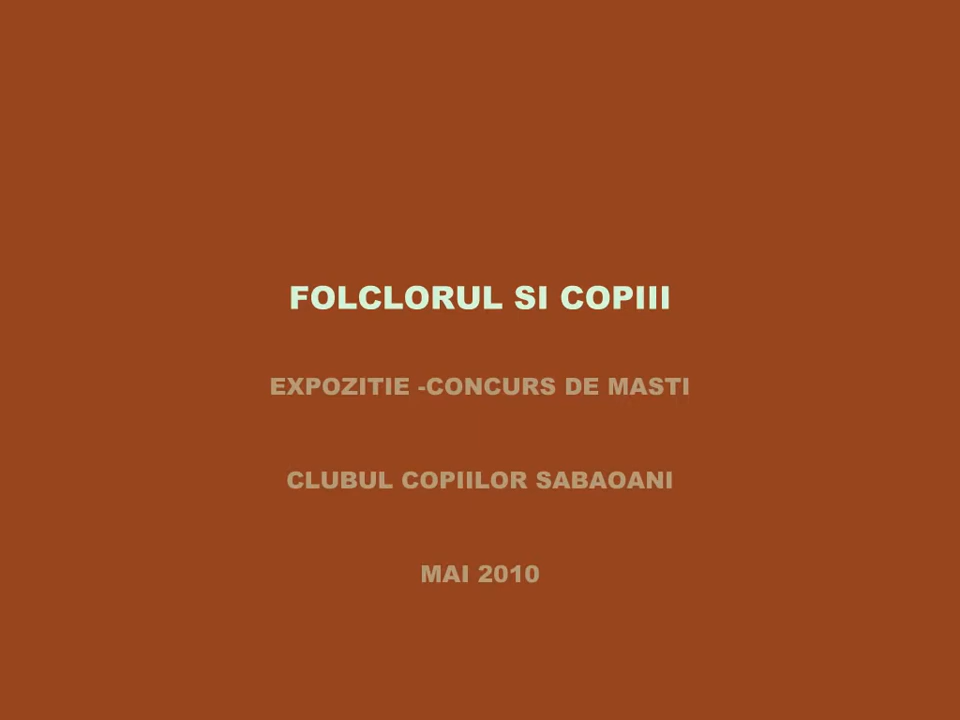 FOLCLORUL SI COPIII
EXPOZITIE -CONCURS DE MASTI
CLUBUL COPIILOR SABAOANI
MAI 2010